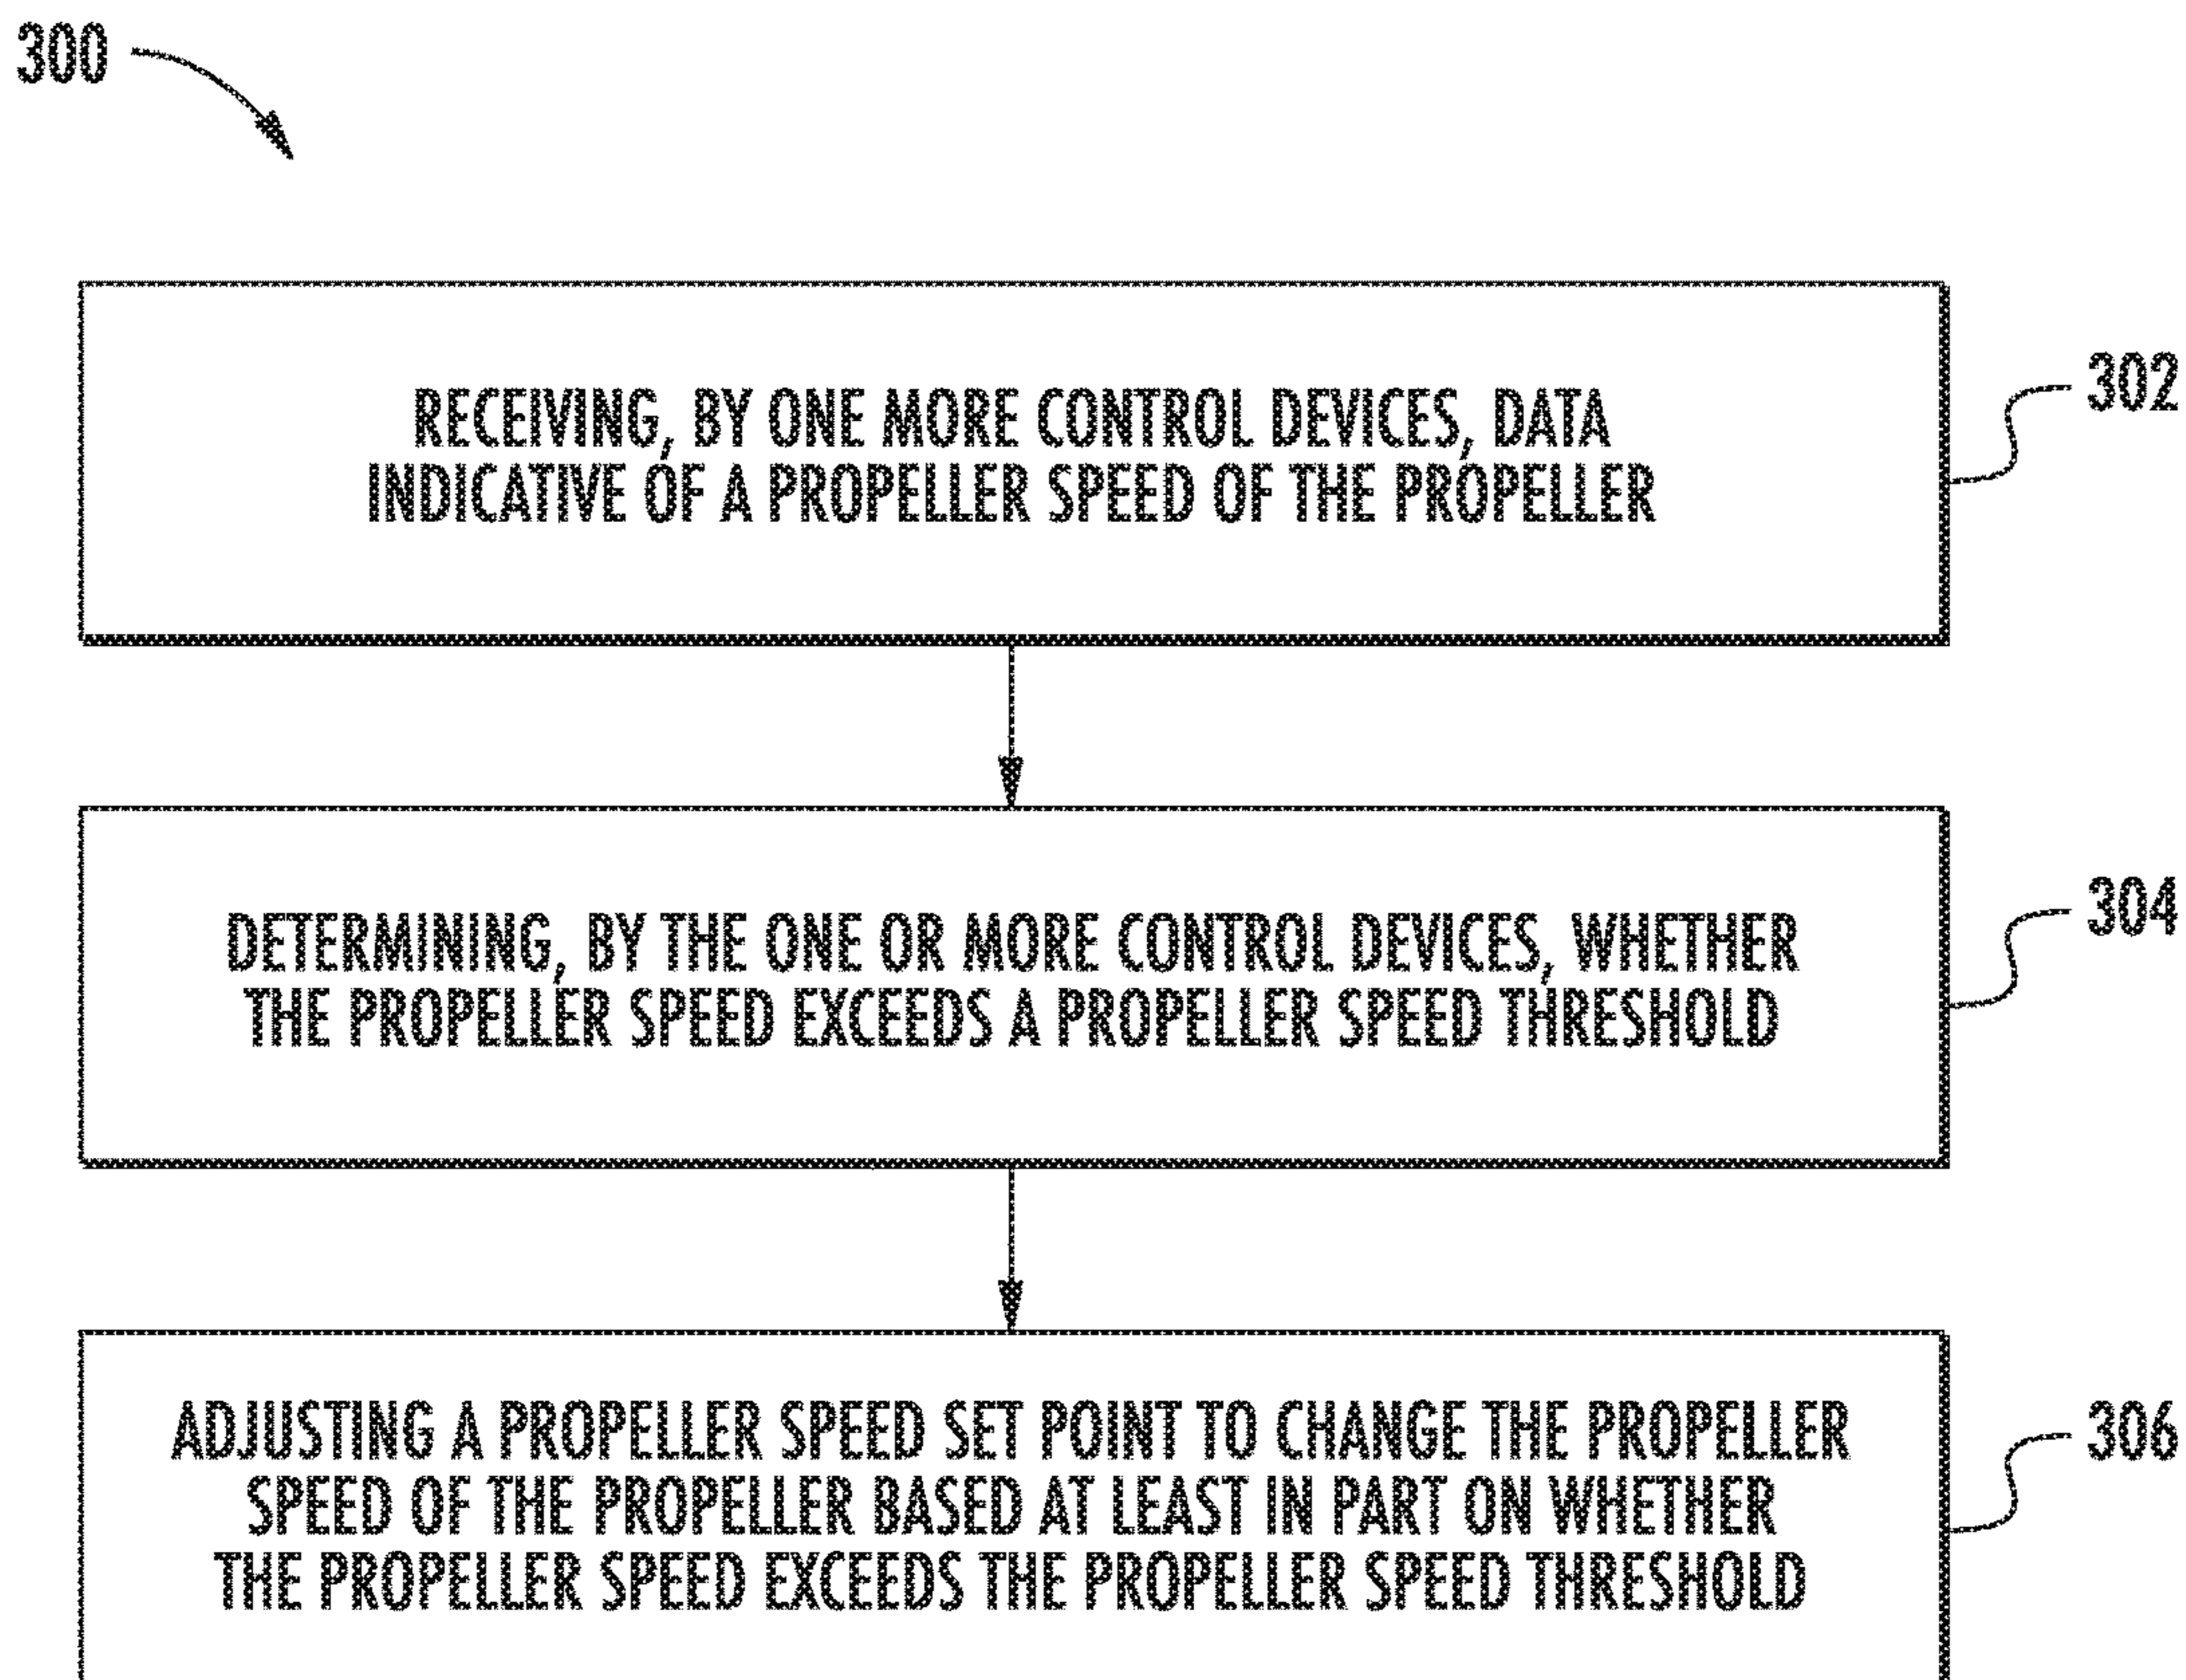 300
RECEIVING, BY ONE MORE CONTROL DEVICES, DATA
INDICATIVE OF A PROPELLER SPEED OF THE PROPELLER
302
DETERMINING, BY THE ONE OR MORE CONTROL DEVICES, WHETHER
THE PROPELLER SPEED EXCEEDS A PROPELLER SPEED THRESHOLD
304
ADJUSTING A PROPELLER SPEED SET POINT TO CHANGE THE PROPELLER
SPEED OF THE PROPELLER BASED AT LEAST IN PART ON WHETHER
THE PROPELLER SPEED EXCEEDS THE PROPELLER SPEED THRESHOLD
306